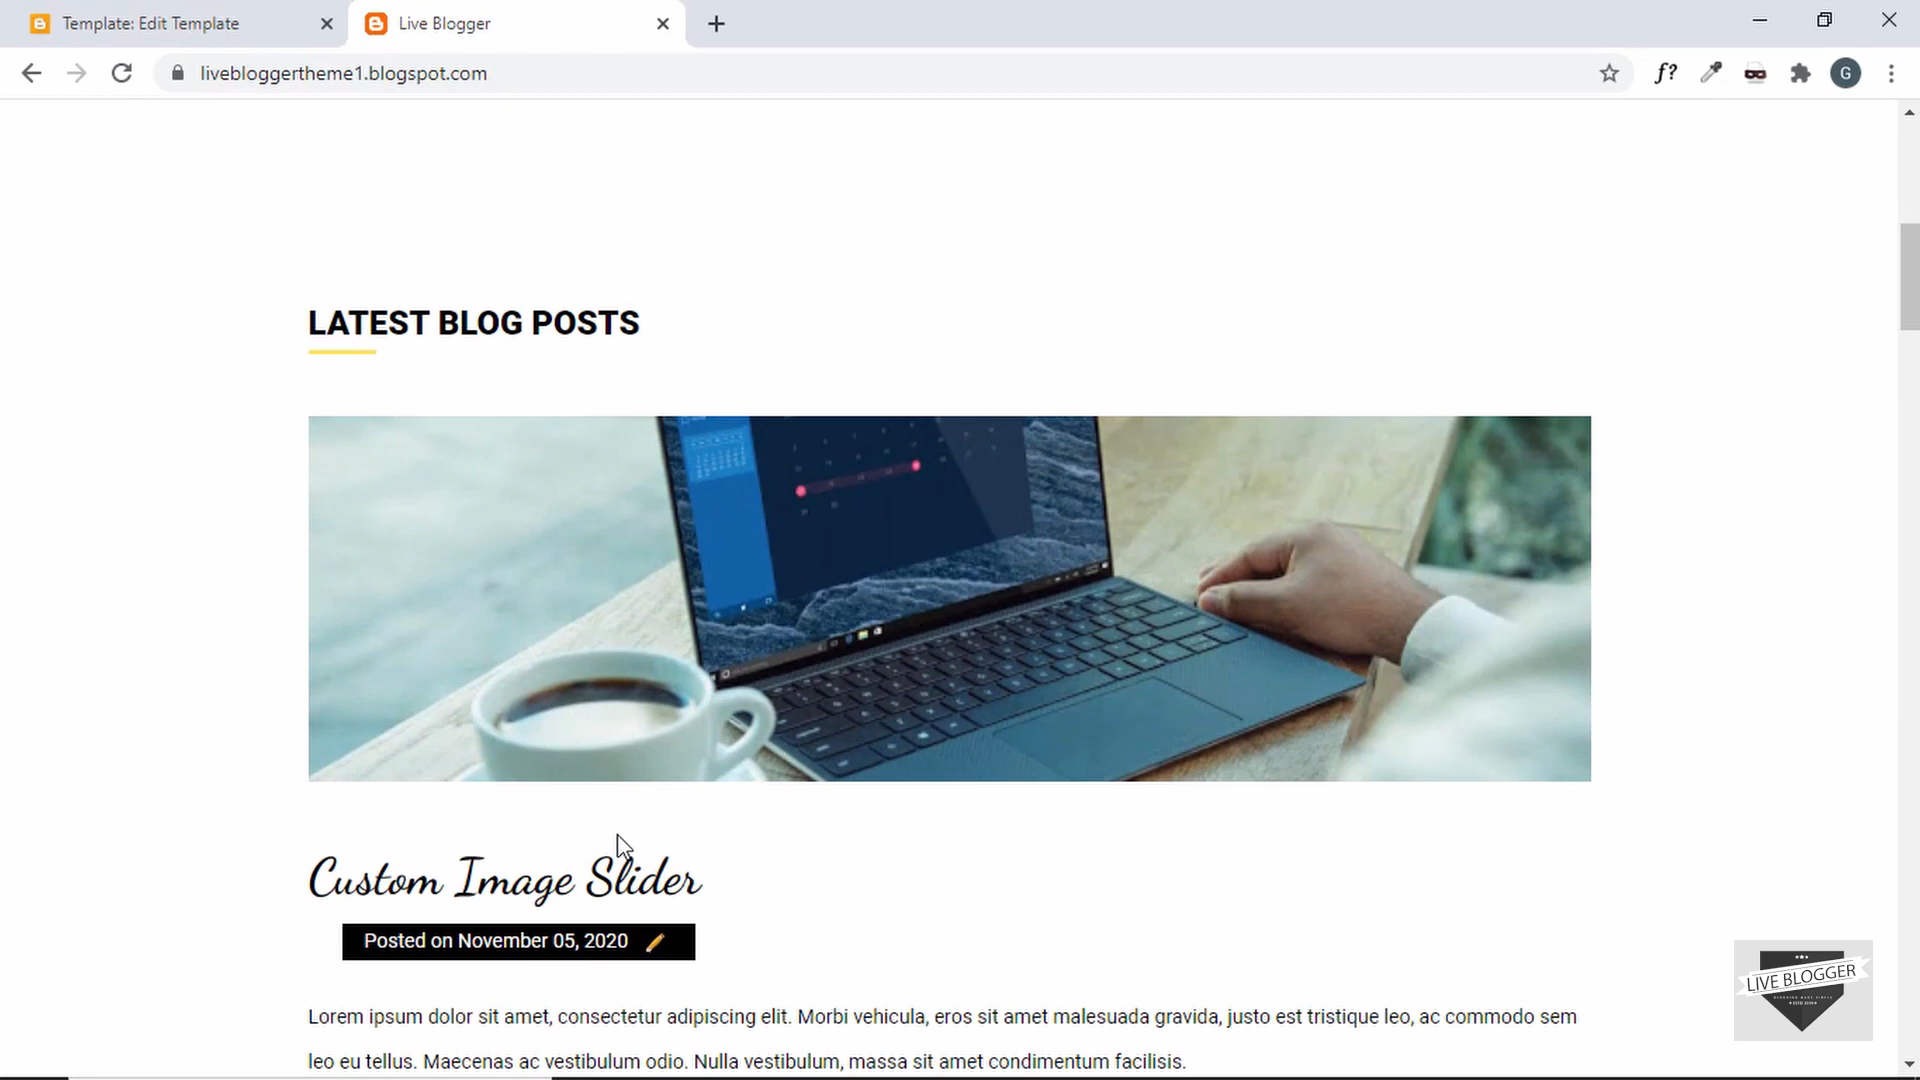 Template: Edit Template
Live Blogger
livebloggertheme1.blogspot.com
f?
G
LATEST BLOG POSTS
Custom Image Slider
Posted on November 05, 2020
Lorem ipsum dolor sit amet, consectetur adipiscing elit. Morbi vehicula, eros sit amet malesuada gravida, justo est tristique leo, ac commodo sem
leo eu tellus. Maecenas ac vestibulum odio. Nulla vestibulum, massa sit amet condimentum facilisis.
LIVE BLOGGER